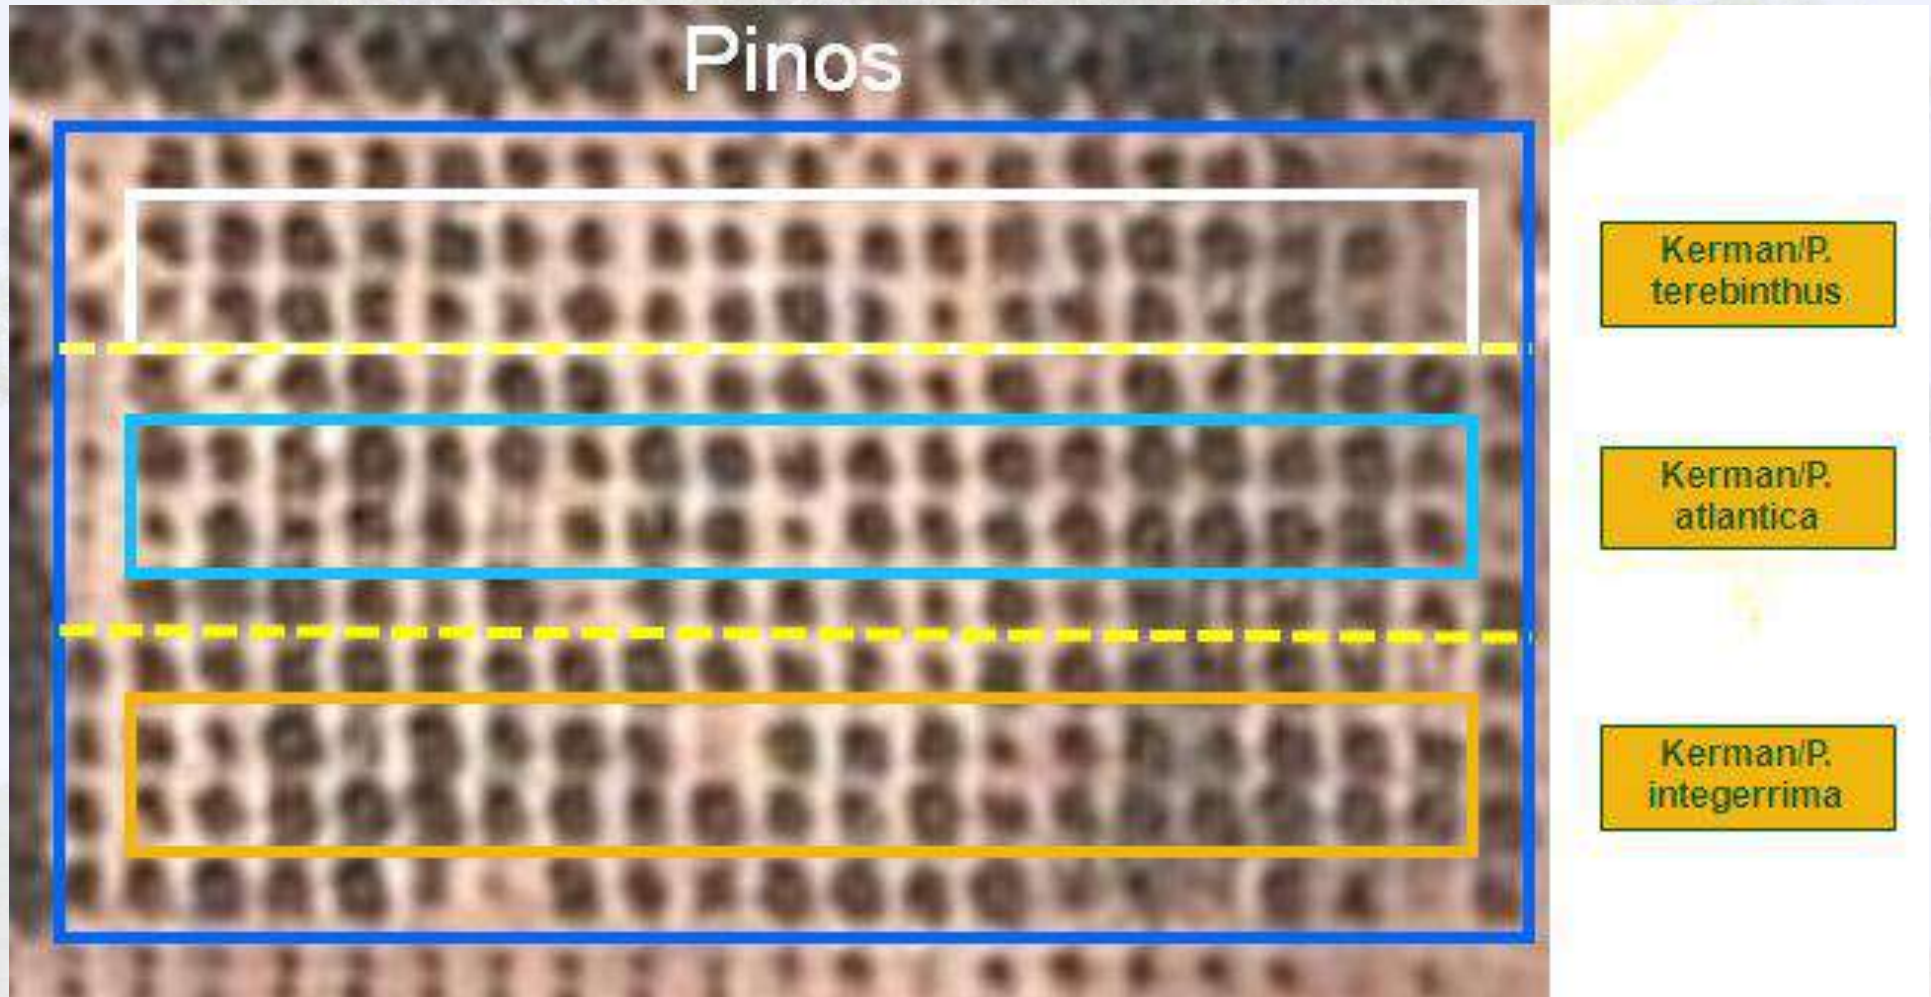 Pinos
Kerman/P.
terebinthus
Kerman/P.
atlantica
Kerman/P.
integerrima